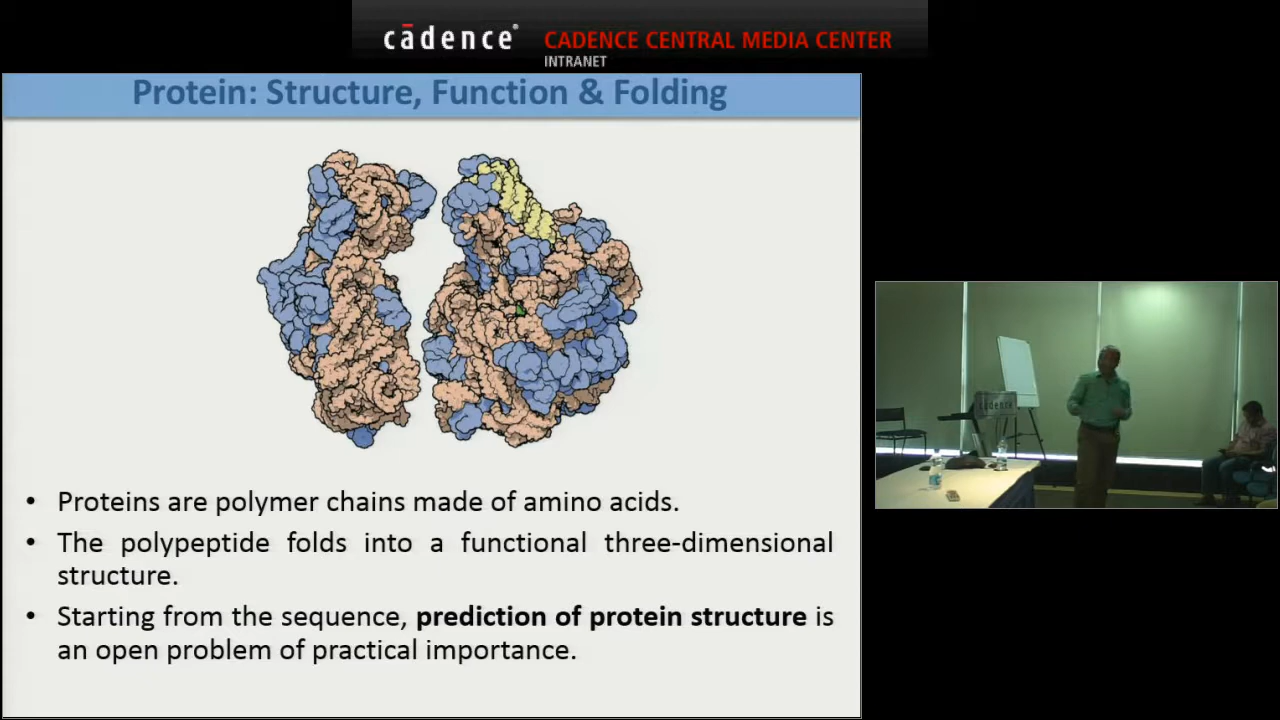 cādence®
CADENCE CENTRAL MEDIA CENTER
INTRANET
Protein: Structure, Function & Folding
• Proteins are polymer chains made of amino acids.
• The polypeptide folds into a functional three-dimensional
structure.
• Starting from the sequence, prediction of protein structure is
an open problem of practical importance.
cādence